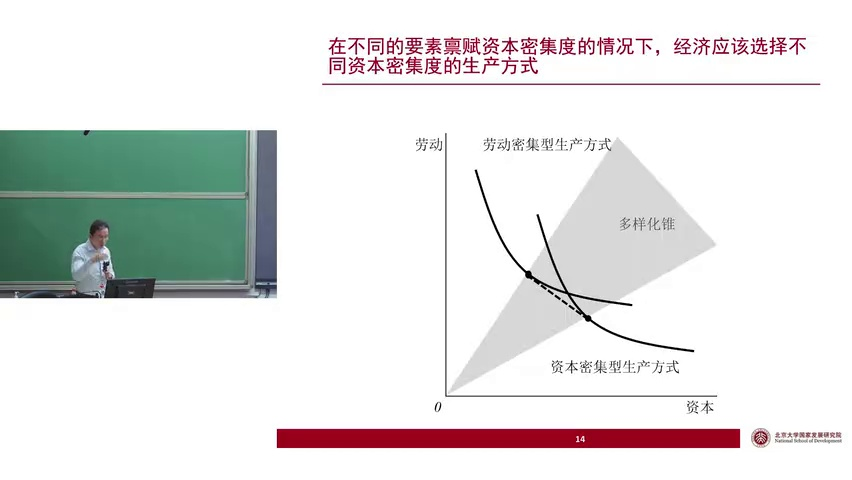 在不同的要素禀赋资本密集度的情况下，经济应该选择不
同资本密集度的生产方式
劳动
劳动密集型生产方式
多样化锥
资本密集型生产方式
0
资本
14
北京大学国家发展研究院
National School of Development